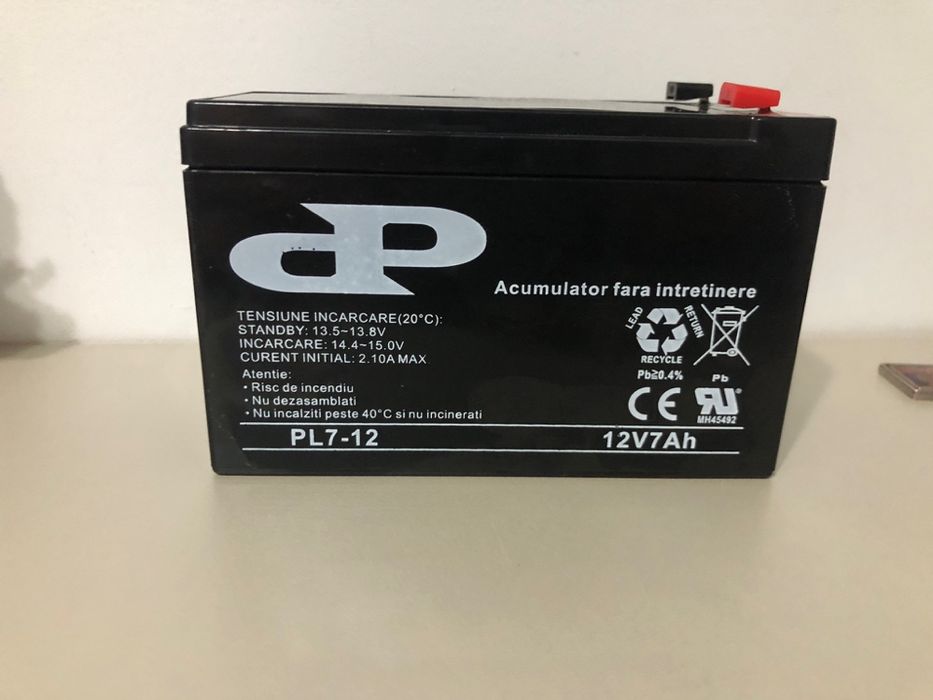 dP
Acumulator fara intretinere
TENSIUNE INCARCARE(20°C):
STANDBY: 13.5~13.8V
INCARCARE: 14.4~15.0V
CURENT INITIAL: 2.10A MAX.
Atentie:
• Risc de incendiu
• Nu dezasamblati
• Nu incalziti peste 40°C si nu incinerati
LEAD
RETURN
RECYCLE
Pb≧0.4%
Pb
CE
RU
MH45492
PL7-12
12V7Ah